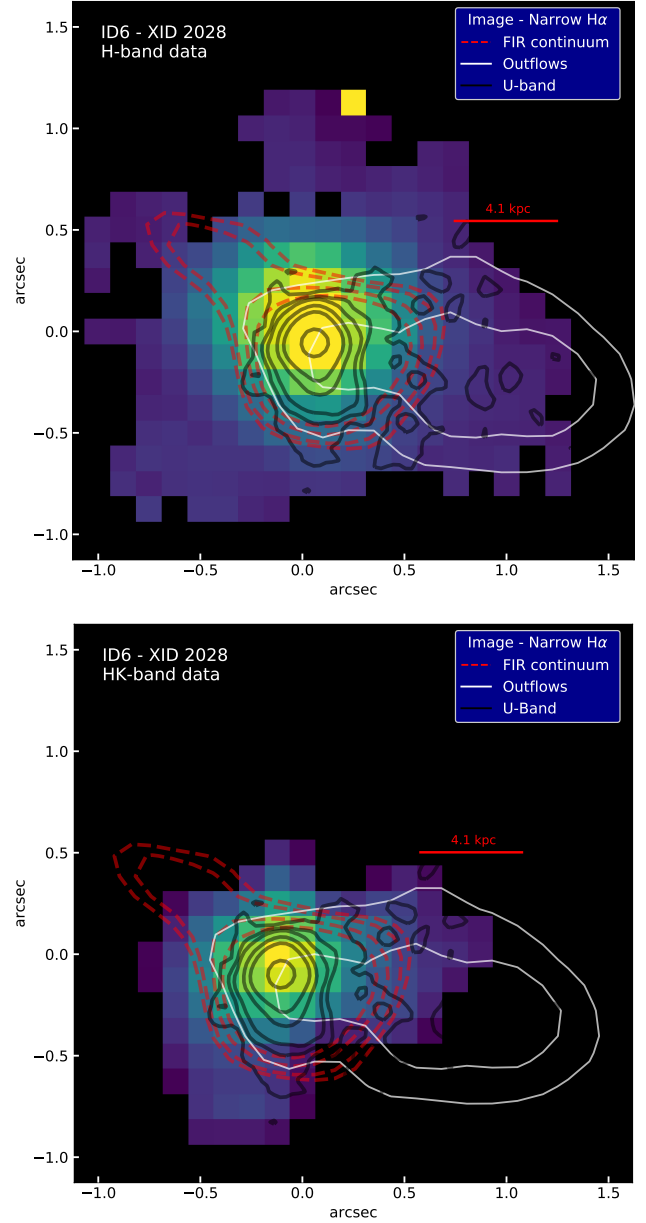 ID6 - XID 2028
H-band data
Image - Narrow Hα
FIR continuum
Outflows
U-band
4.1 kpc
1.5
1.0
0.5
0.0
−0.5
−1.0
arcsec
−1.0 −0.5 0.0 0.5 1.0 1.5
arcsec
ID6 - XID 2028
HK-band data
Image - Narrow Hα
FIR continuum
Outflows
U-Band
4.1 kpc
1.5
1.0
0.5
0.0
−0.5
−1.0
arcsec
−1.0 −0.5 0.0 0.5 1.0 1.5
arcsec